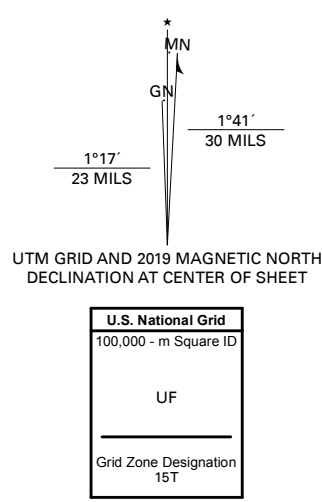 ★
MN
GN
1°41´
30 MILS
1°17´
23 MILS
UTM GRID AND 2019 MAGNETIC NORTH
DECLINATION AT CENTER OF SHEET
U.S. National Grid
100,000 - m Square ID
UF
Grid Zone Designation
15T